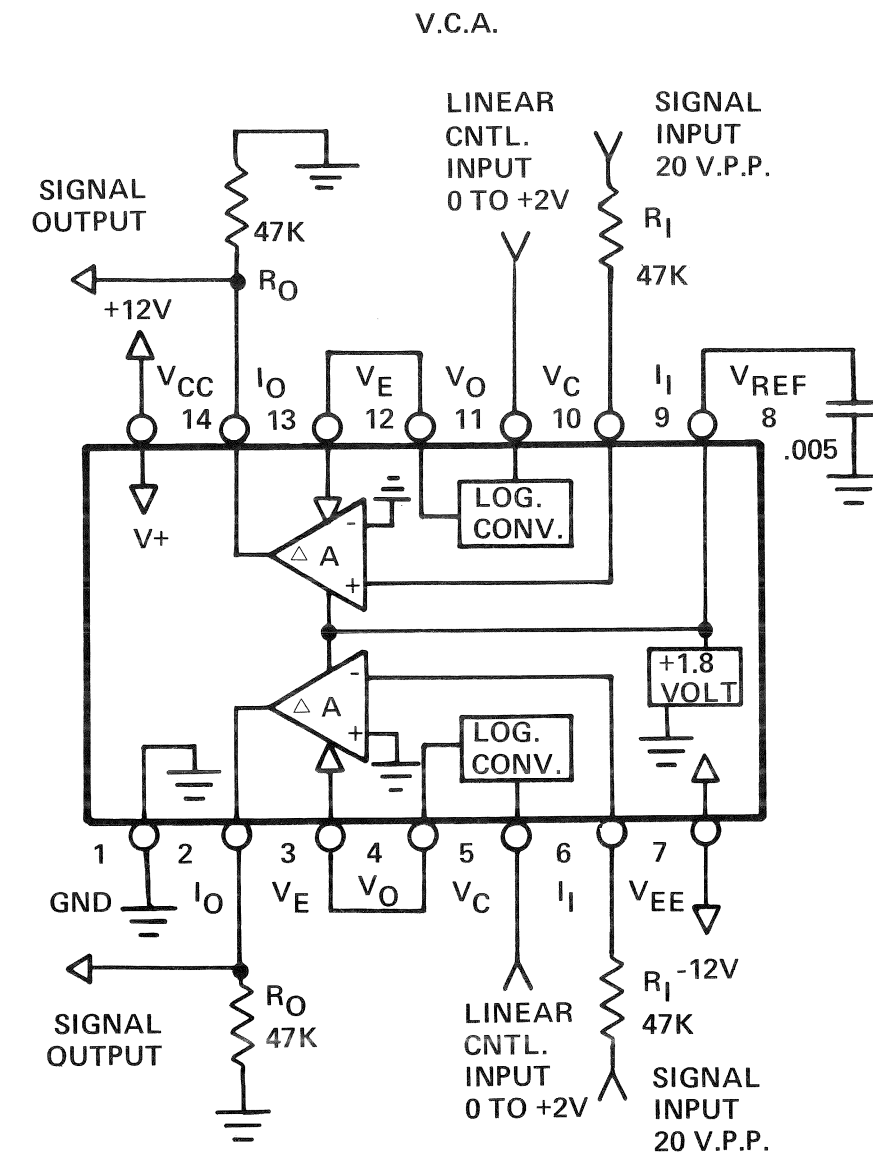 V.C.A.
LINEAR
CNTL.
INPUT
0 TO +2V
SIGNAL
INPUT
20 V.P.P.
SIGNAL
OUTPUT
47K
RO
RI
47K
+12V
VCC
IO
VE
VO
VC
II
VREF
14
13
12
11
10
9
8
.005
V+
-
△ A
+
LOG.
CONV.
+1.8
VOLT
-
△ A
+
LOG.
CONV.
1
2
3
4
5
6
7
GND
IO
VE
VO
VC
II
VEE
SIGNAL
OUTPUT
RO
47K
RI
-12V
47K
LINEAR
CNTL.
INPUT
0 TO +2V
SIGNAL
INPUT
20 V.P.P.